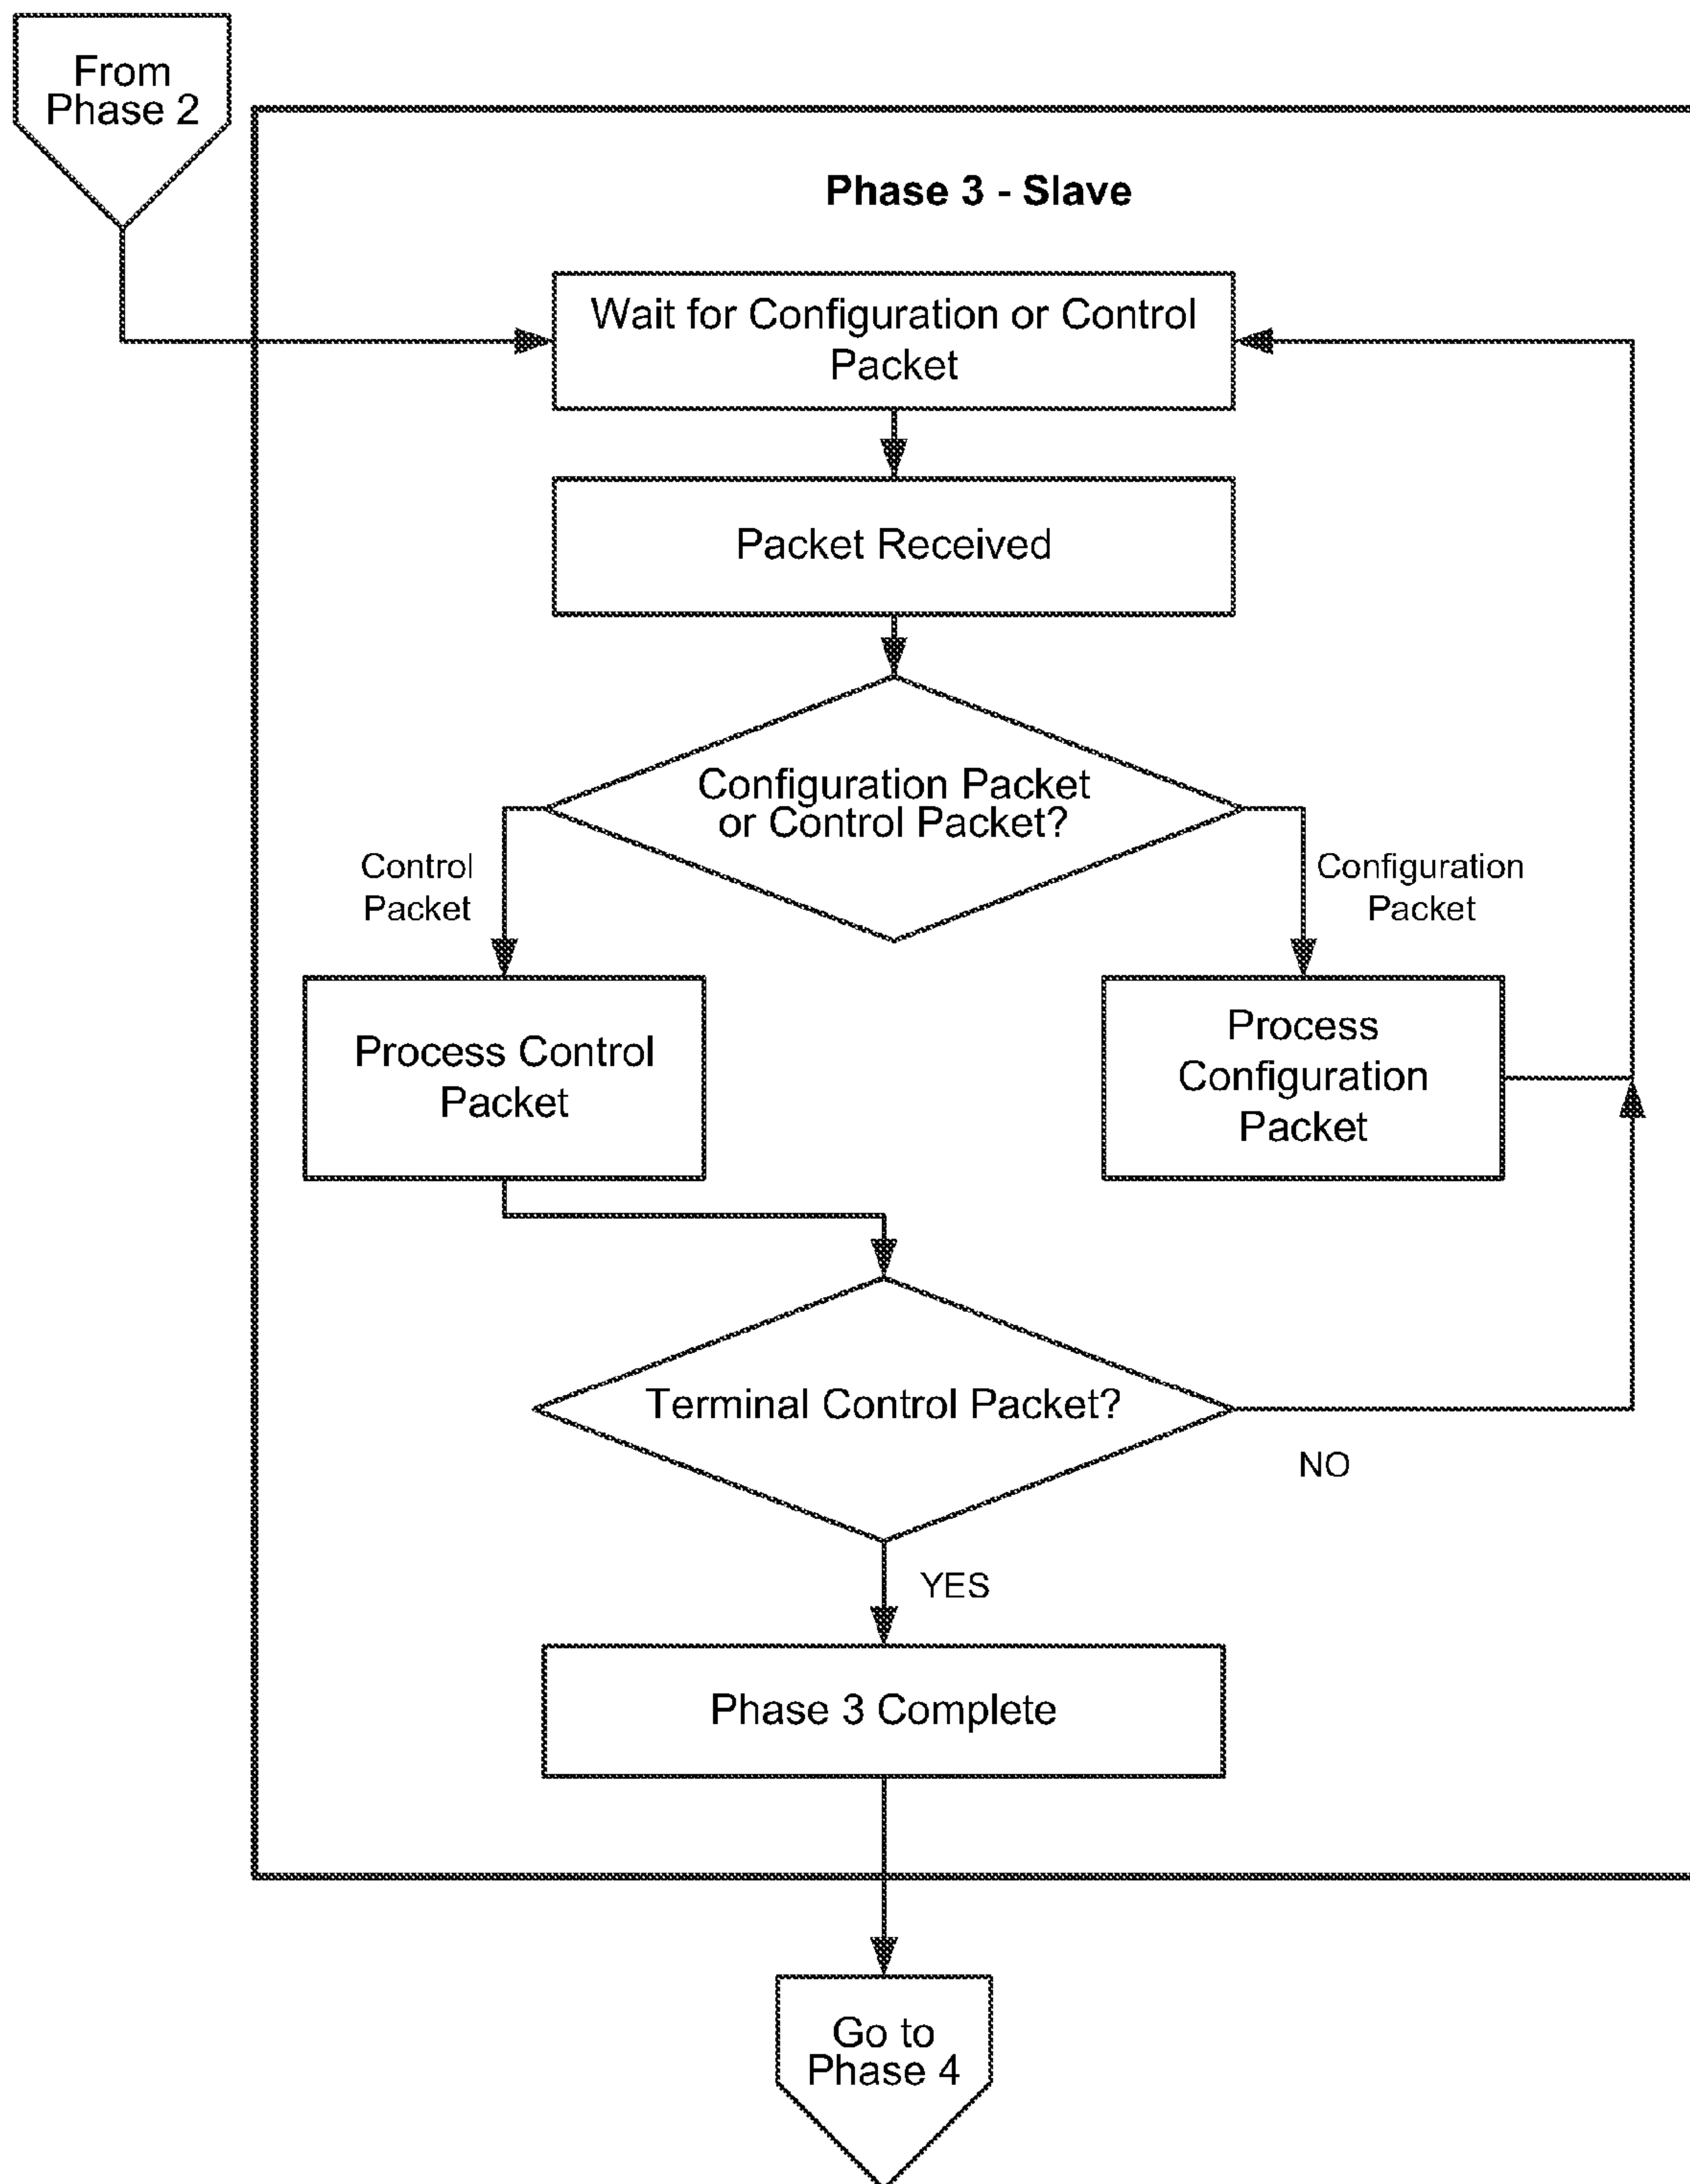 From
Phase 2
Phase 3 - Slave
Wait for Configuration or Control
Packet
Packet Received
Configuration Packet
or Control Packet?
Control
Packet
Configuration
Packet
Process Control
Packet
Process
Configuration
Packet
Terminal Control Packet?
NO
YES
Phase 3 Complete
Go to
Phase 4